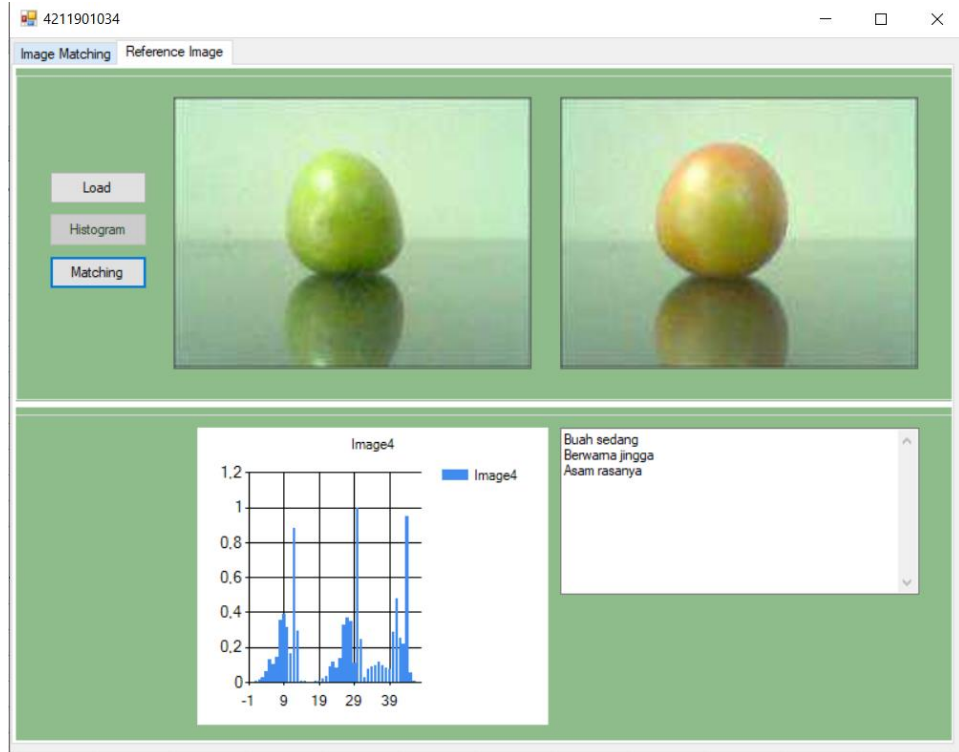 4211901034
Image Matching
Reference Image
Load
Histogram
Matching
Image4
1,2
1
0,8
0,6
0,4
0,2
0
-1 9 19 29 39
Image4
Buah sedang
Berwarna jingga
Asam rasanya